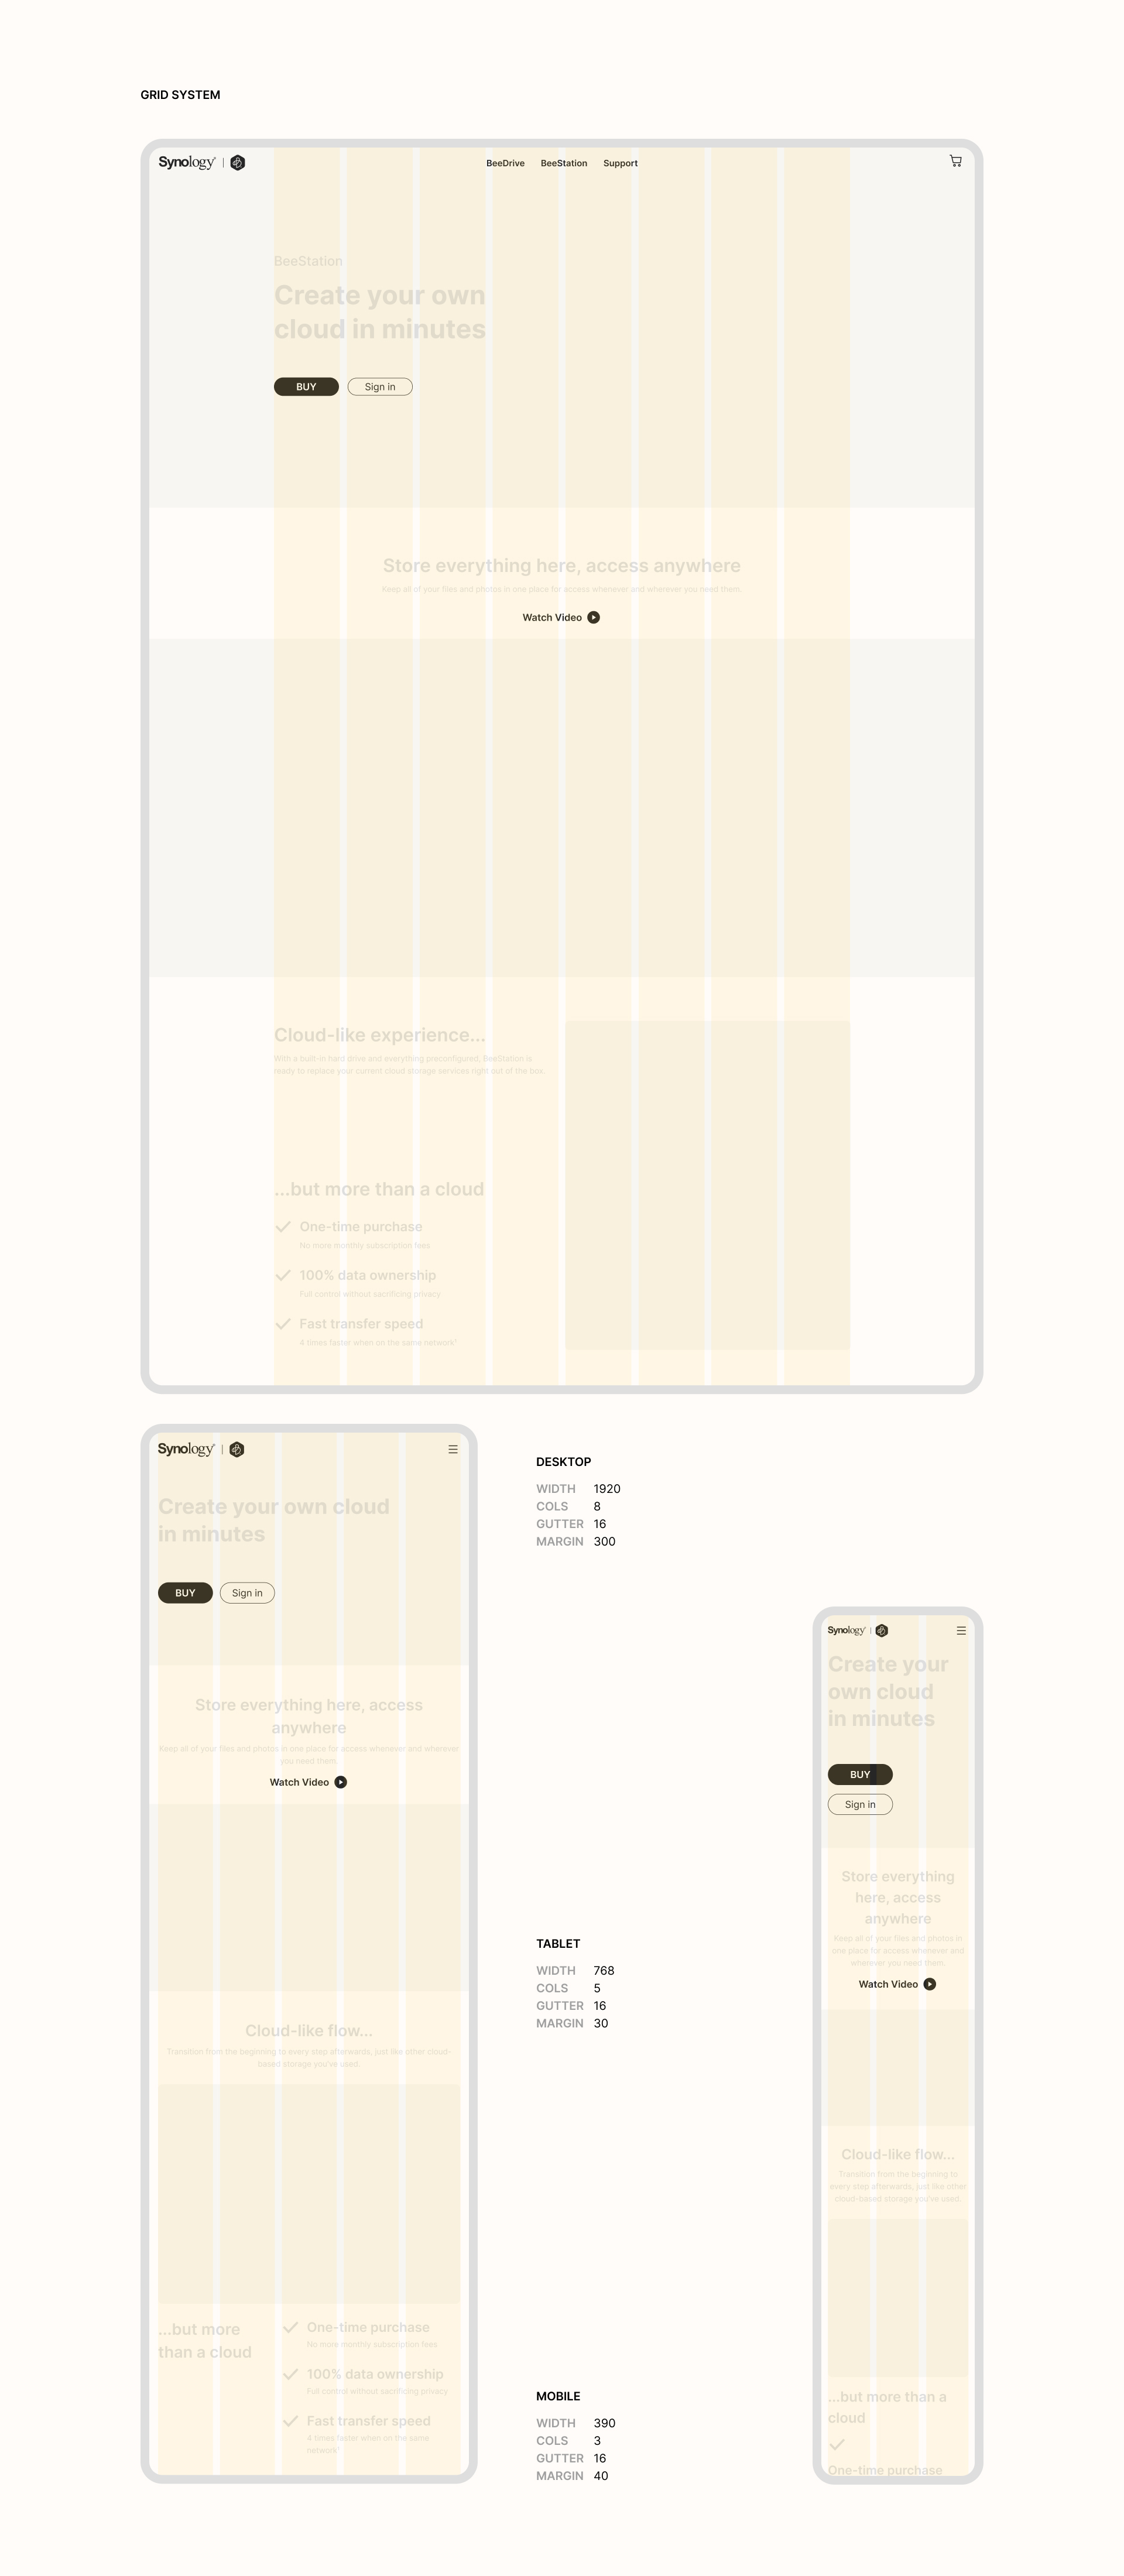 GRID SYSTEM
Synology
BeeDrive BeeStation Support
BeeStation
Create your own
cloud in minutes
BUY Sign in
Store everything here, access anywhere
Keep all of your files and photos in one place for access whenever and wherever you need them.
Watch Video
Cloud-like experience...
With a built-in hard drive and everything preconfigured, BeeStation is
ready to replace your current cloud storage services right out of the box.
...but more than a cloud
One-time purchase
No more monthly subscription fees
100% data ownership
Full control without sacrificing privacy
Fast transfer speed
4 times faster when on the same network¹
Synology
Create your own cloud
in minutes
BUY Sign in
Store everything here, access
anywhere
Keep all of your files and photos in one place for access whenever and wherever
you need them.
Watch Video
Cloud-like flow...
Transition from the beginning to every step afterwards, just like other cloud-
based storage you've used.
...but more
than a cloud
One-time purchase
No more monthly subscription fees
100% data ownership
Full control without sacrificing privacy
Fast transfer speed
4 times faster when on the same
network¹
DESKTOP
WIDTH 1920
COLS 8
GUTTER 16
MARGIN 300
TABLET
WIDTH 768
COLS 5
GUTTER 16
MARGIN 30
MOBILE
WIDTH 390
COLS 3
GUTTER 16
MARGIN 40
Synology
Create your
own cloud
in minutes
BUY
Sign in
Store everything
here, access
anywhere
Keep all of your files and photos in
one place for access whenever and
wherever you need them.
Watch Video
Cloud-like flow...
Transition from the beginning to
every step afterwards, just like other
cloud-based storage you've used.
...but more than a
cloud
One-time purchase